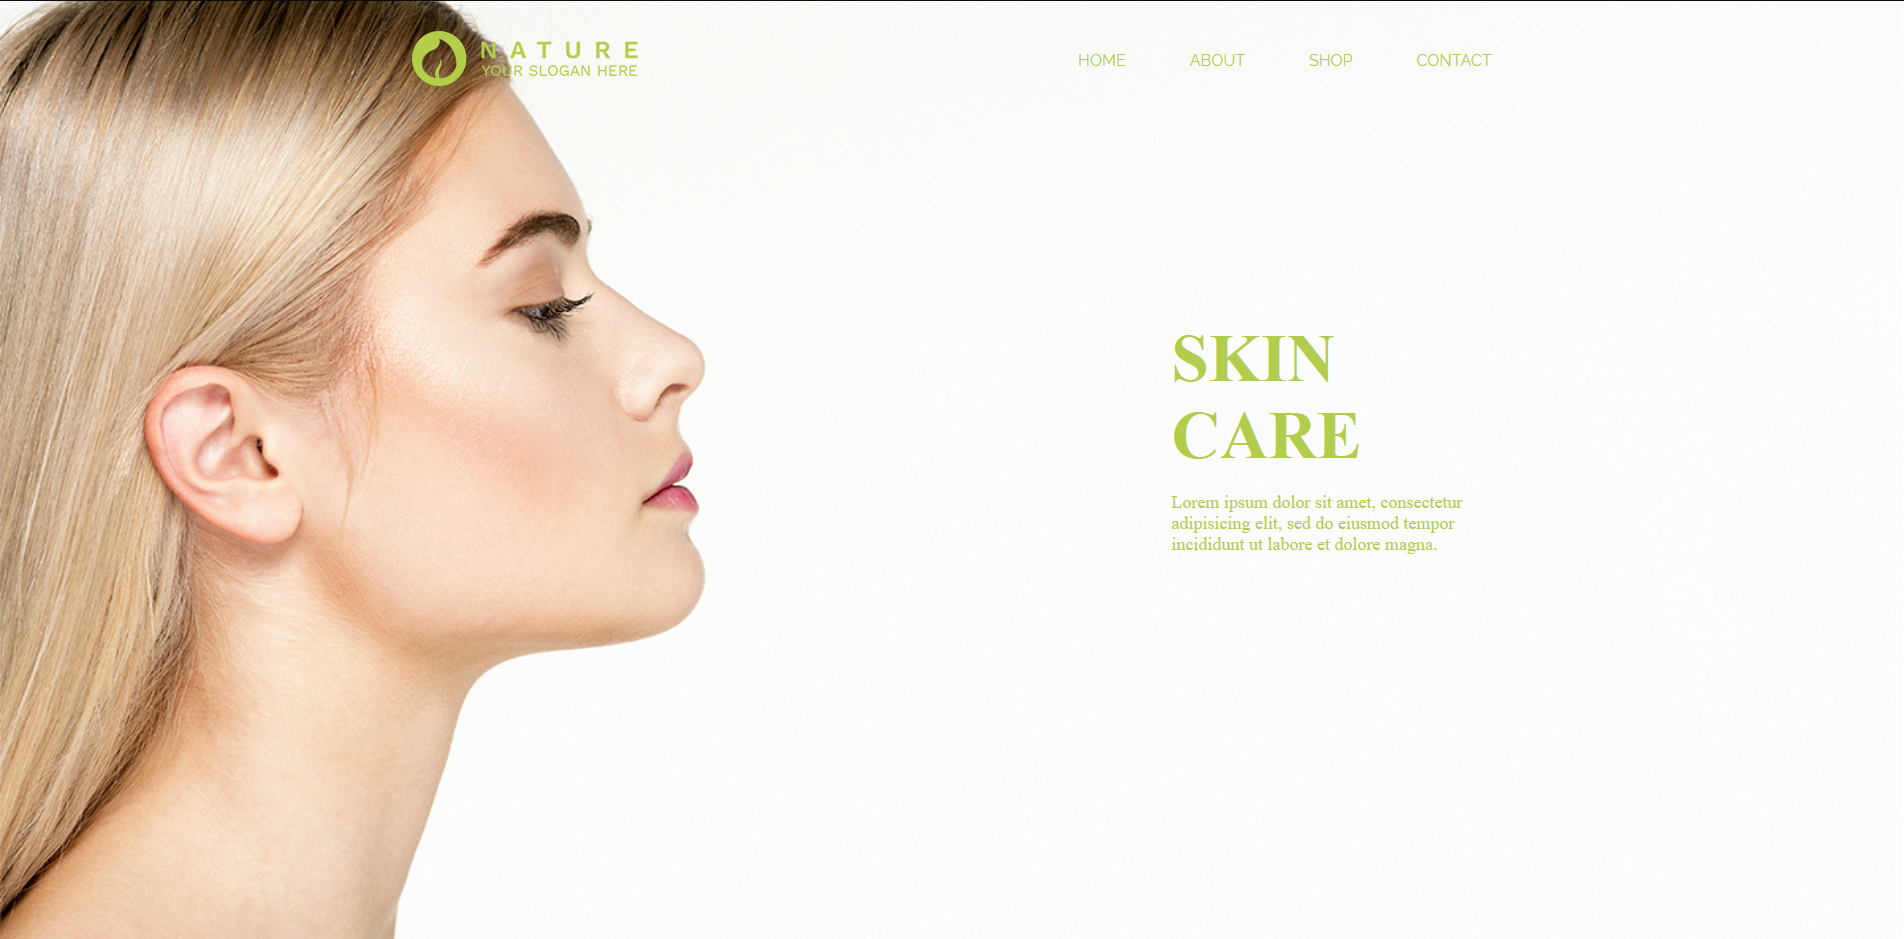 NATURE
YOUR SLOGAN HERE
HOME ABOUT SHOP CONTACT
SKIN
CARE
Lorem ipsum dolor sit amet, consectetur
adipisicing elit, sed do eiusmod tempor
incididunt ut labore et dolore magna.